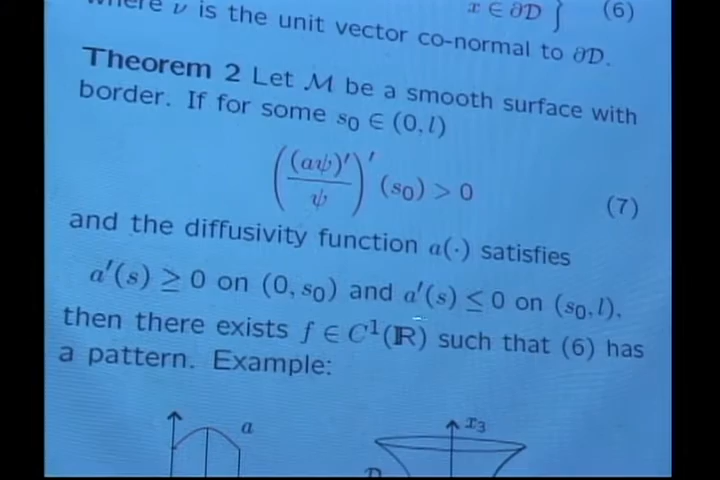 where ν is the unit vector co-normal to ∂D.
x ∈ ∂D } (6)
Theorem 2 Let M be a smooth surface with
border. If for some s₀ ∈ (0, l)
((aψ)′/ψ)′ (s₀) > 0 (7)
and the diffusivity function a(·) satisfies
a′(s) ≥ 0 on (0, s₀) and a′(s) ≤ 0 on (s₀, l),
then there exists f ∈ C¹(ℝ) such that (6) has
a pattern. Example:
a
x₃
D